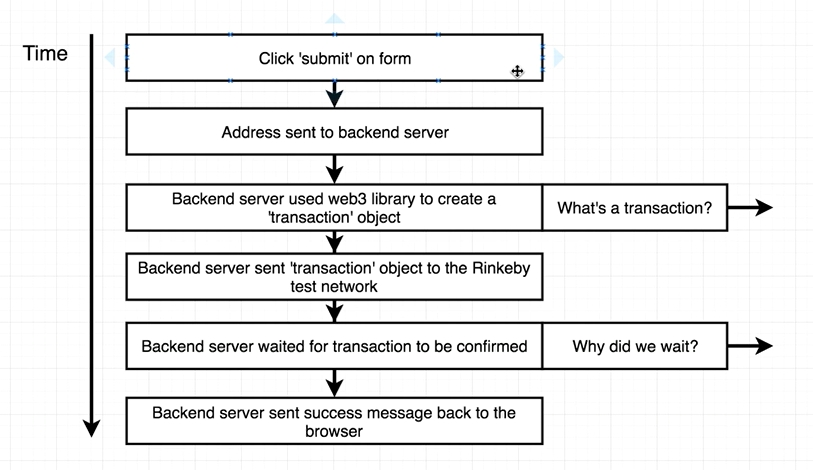 Time
Click 'submit' on form
Address sent to backend server
Backend server used web3 library to create a
'transaction' object
What's a transaction?
Backend server sent 'transaction' object to the Rinkeby
test network
Backend server waited for transaction to be confirmed
Why did we wait?
Backend server sent success message back to the
browser